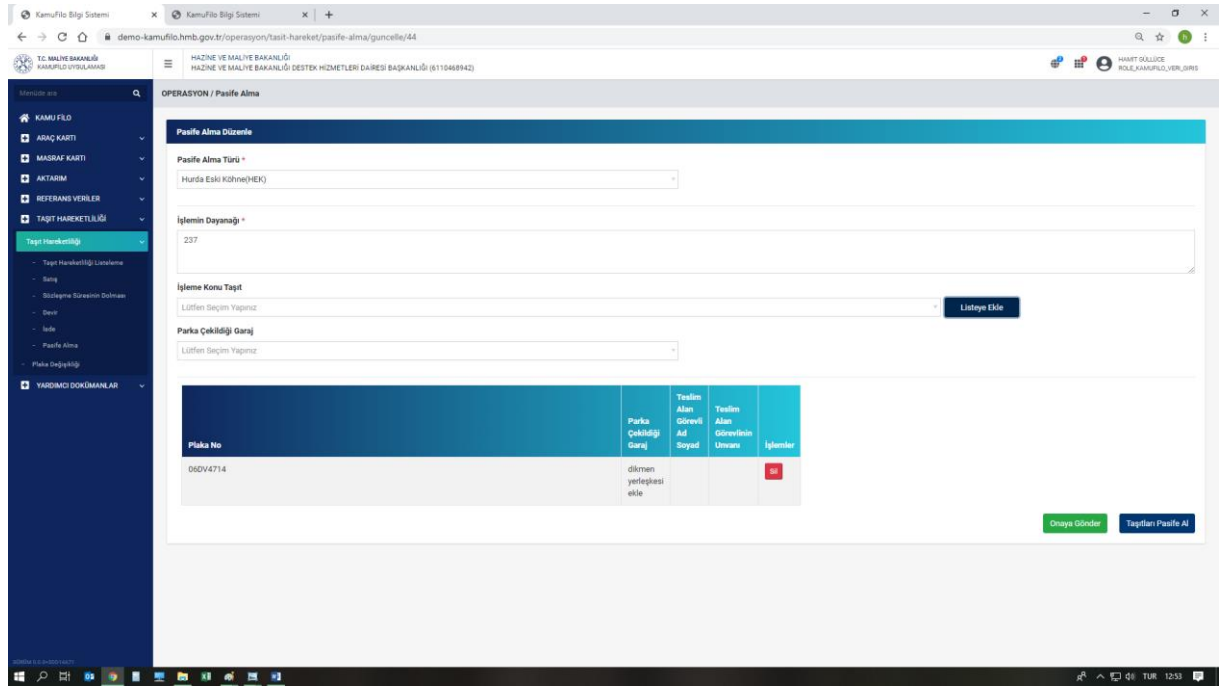 KamuFilo Bilgi Sistemi
KamuFilo Bilgi Sistemi
demo-kamufilo.hmb.gov.tr/operasyon/tasit-hareket/pasife-alma/guncelle/44
T.C. MALİYE BAKANLIĞI
KAMUFİLO UYGULAMASI
HAZİNE VE MALİYE BAKANLIĞI
HAZİNE VE MALİYE BAKANLIĞI DESTEK HİZMETLERİ DAİRESİ BAŞKANLIĞI (6110468942)
HAMİT SÜLLÜCE
ROLE_KAMUFILO_VERI_GIRIS
Menüde ara
OPERASYON / Pasife Alma
KAMU FİLO
ARAÇ KARTI
MASRAF KARTI
AKTARIM
REFERANS VERİLER
TAŞIT HAREKETLİLİĞİ
Taşıt Hareketliliği
- Taşıt Hareketliliği Listeleme
- Satış
- Sözleşme Süresinin Dolması
- Devir
- İade
- Pasife Alma
- Plaka Değişikliği
YARDIMCI DOKÜMANLAR
Pasife Alma Düzenle
Pasife Alma Türü *
Hurda Eski Köhne(HEK)
İşlemin Dayanağı *
237
İşleme Konu Taşıt
Lütfen Seçim Yapınız
Listeye Ekle
Parka Çekildiği Garaj
Lütfen Seçim Yapınız
Plaka No
Parka Çekildiği Garaj
Teslim Alan Görevli Ad Soyad
Teslim Alan Görevlinin Unvanı
İşlemler
06DV4714
dikmen yerleşkesi ekle
Sil
Onaya Gönder
Taşıtları Pasife Al
TUR
12:53